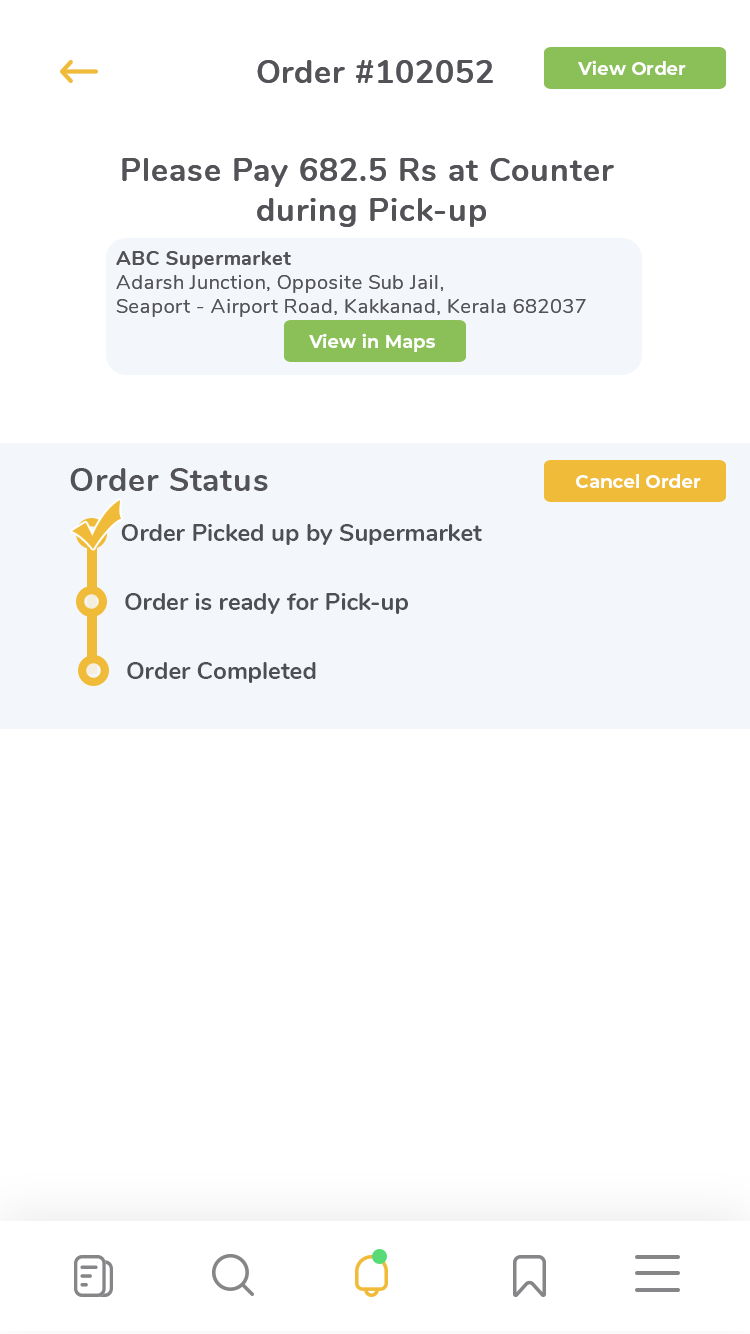 Order #102052
View Order
Please Pay 682.5 Rs at Counter
during Pick-up
ABC Supermarket
Adarsh Junction, Opposite Sub Jail,
Seaport - Airport Road, Kakkanad, Kerala 682037
View in Maps
Order Status
Cancel Order
Order Picked up by Supermarket
Order is ready for Pick-up
Order Completed